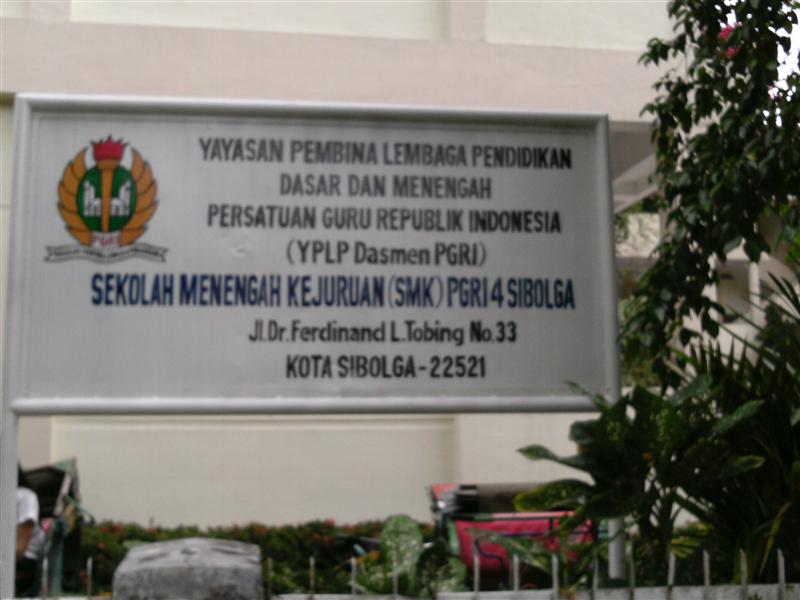 YAYASAN PEMBINA LEMBAGA PENDIDIKAN
DASAR DAN MENENGAH
PERSATUAN GURU REPUBLIK INDONESIA
(YPLP Dasmen PGRI)
SEKOLAH MENENGAH KEJURUAN (SMK) PGRI 4 SIBOLGA
Jl.Dr.Ferdinand L.Tobing No.33
KOTA SIBOLGA - 22521
PGRI